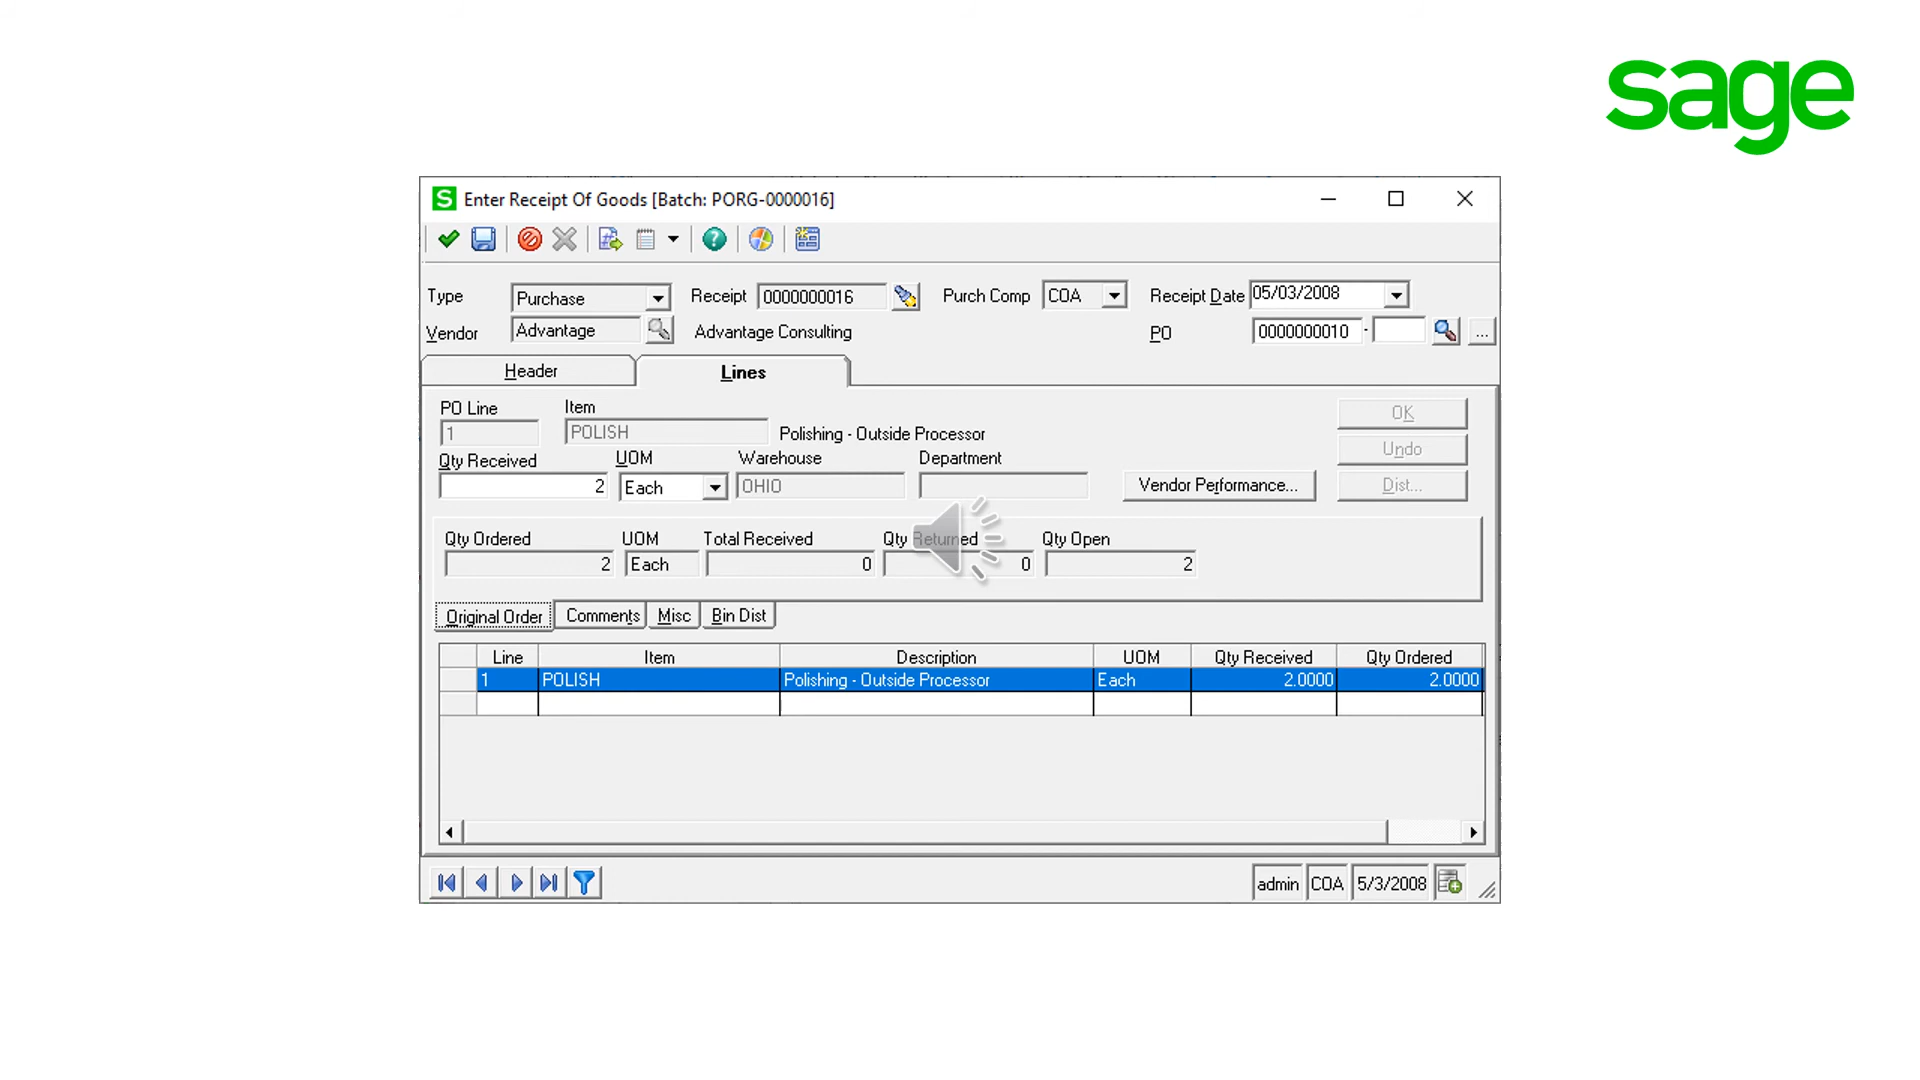 sage
Enter Receipt Of Goods [Batch: PORG-0000016]
Type Purchase Receipt 0000000016 Purch Comp COA Receipt Date 05/03/2008
Vendor Advantage Advantage Consulting PO 0000000010 - ...
Header Lines
PO Line Item OK
1 POLISH Polishing - Outside Processor Undo
Qty Received UOM Warehouse Department
2 Each OHIO Vendor Performance... Dist...
Qty Ordered UOM Total Received Qty Returned Qty Open
2 Each 0 0 2
Original Order Comments Misc Bin Dist
Line Item Description UOM Qty Received Qty Ordered
1 POLISH Polishing - Outside Processor Each 2.0000 2.0000
admin COA 5/3/2008